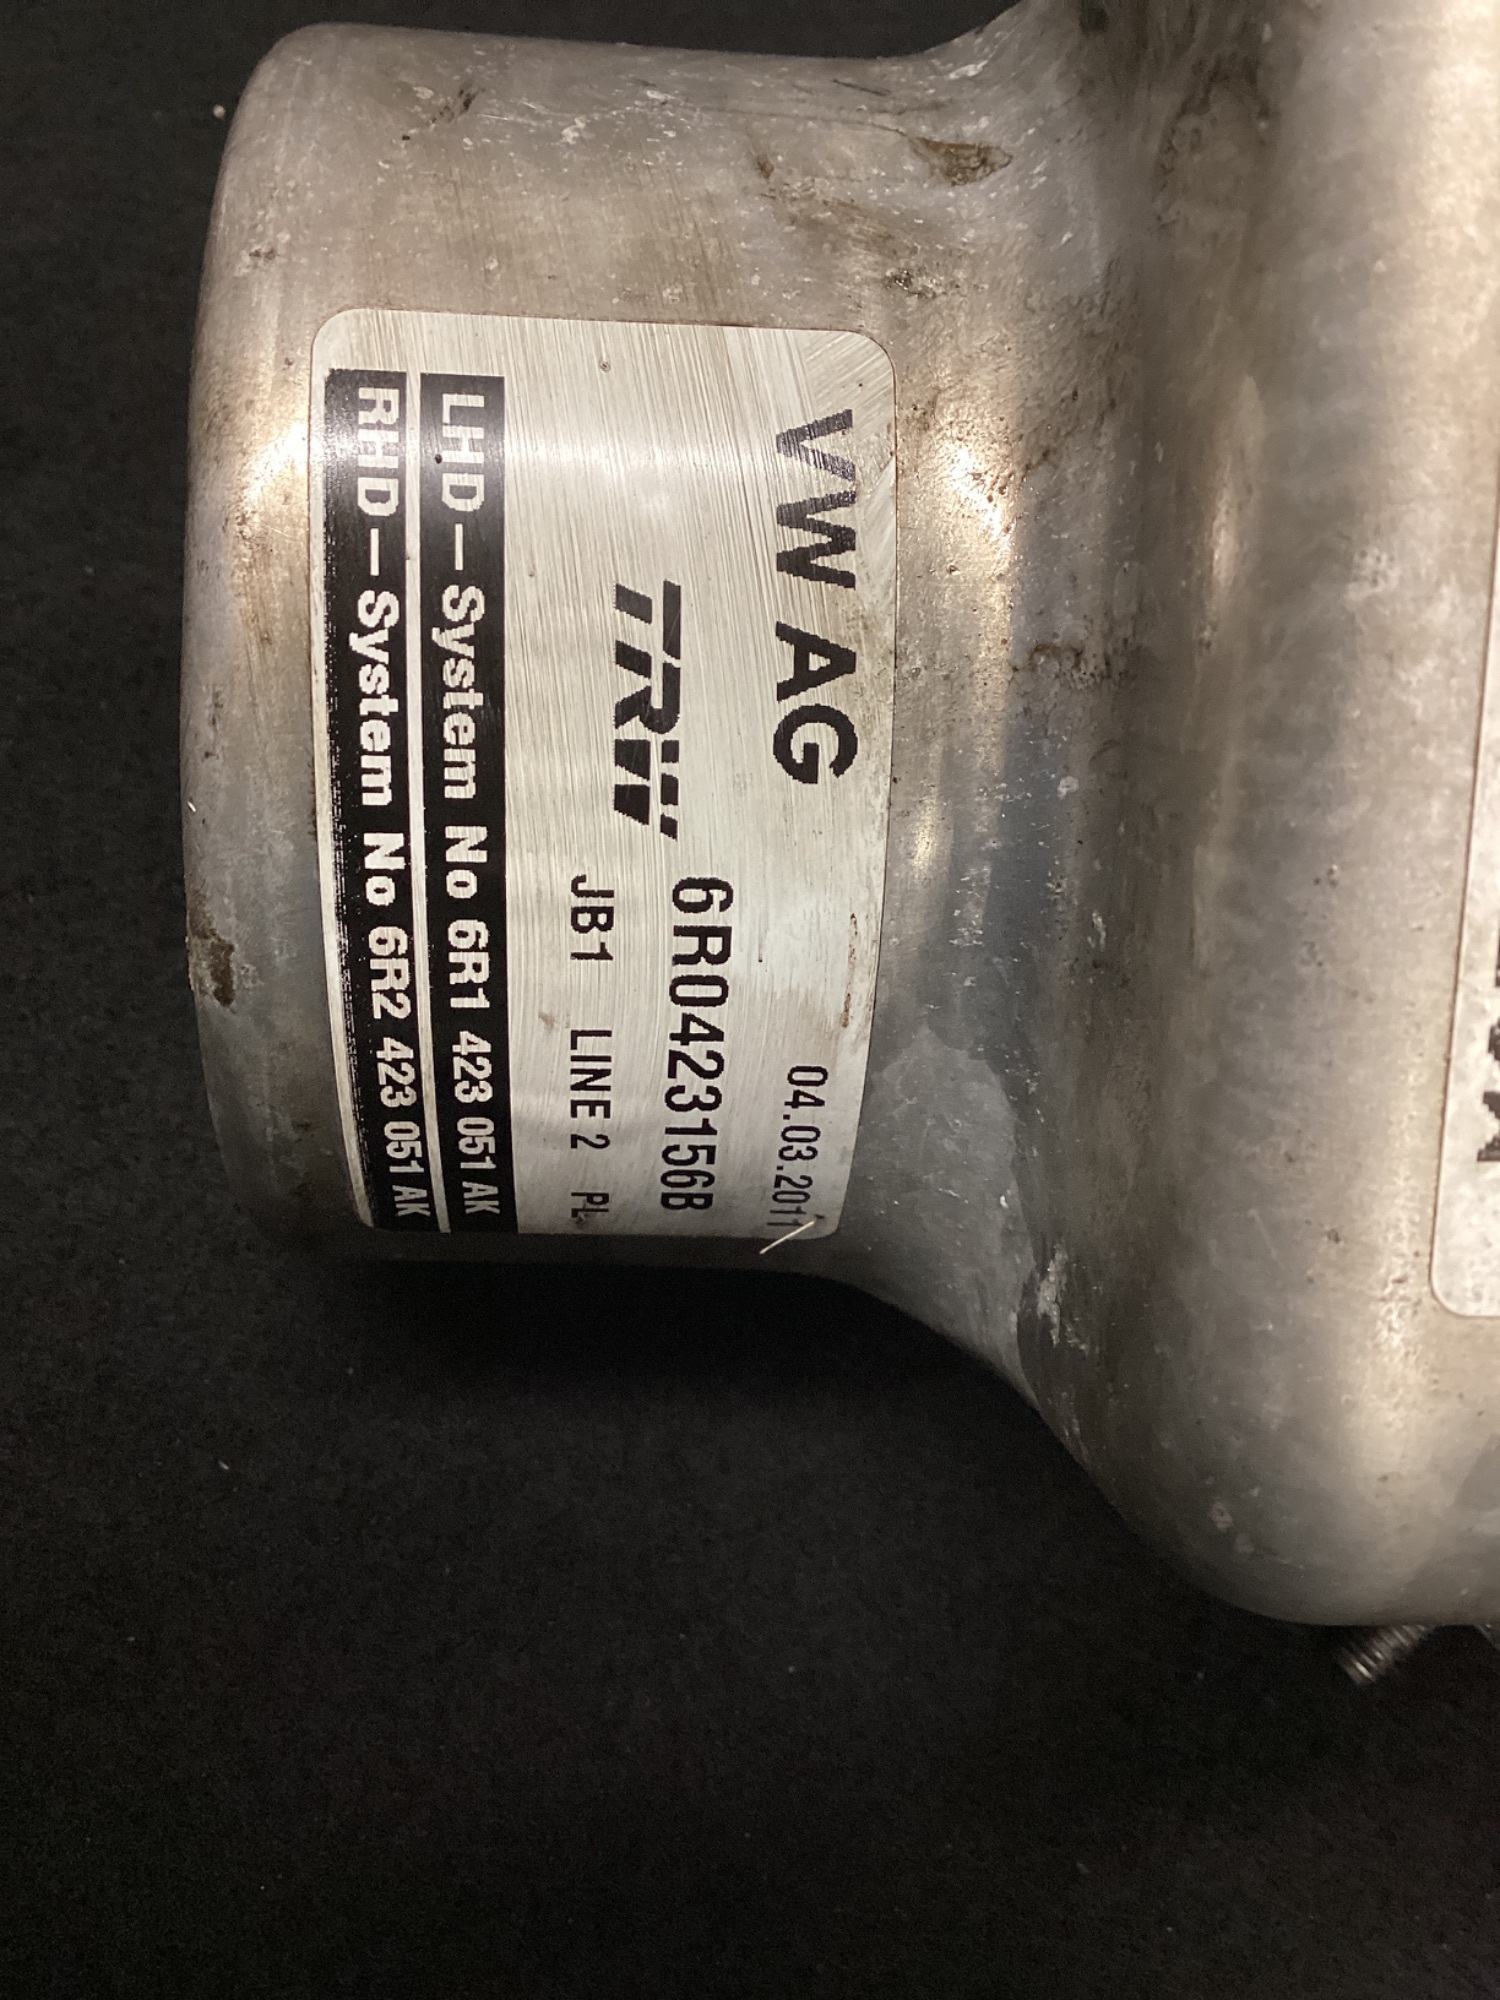 VW AG
04.03.2011
TRW
6R0423156B
JB1 LINE 2 PL
LHD-System No 6R1 423 051 AK
RHD-System No 6R2 423 051 AK